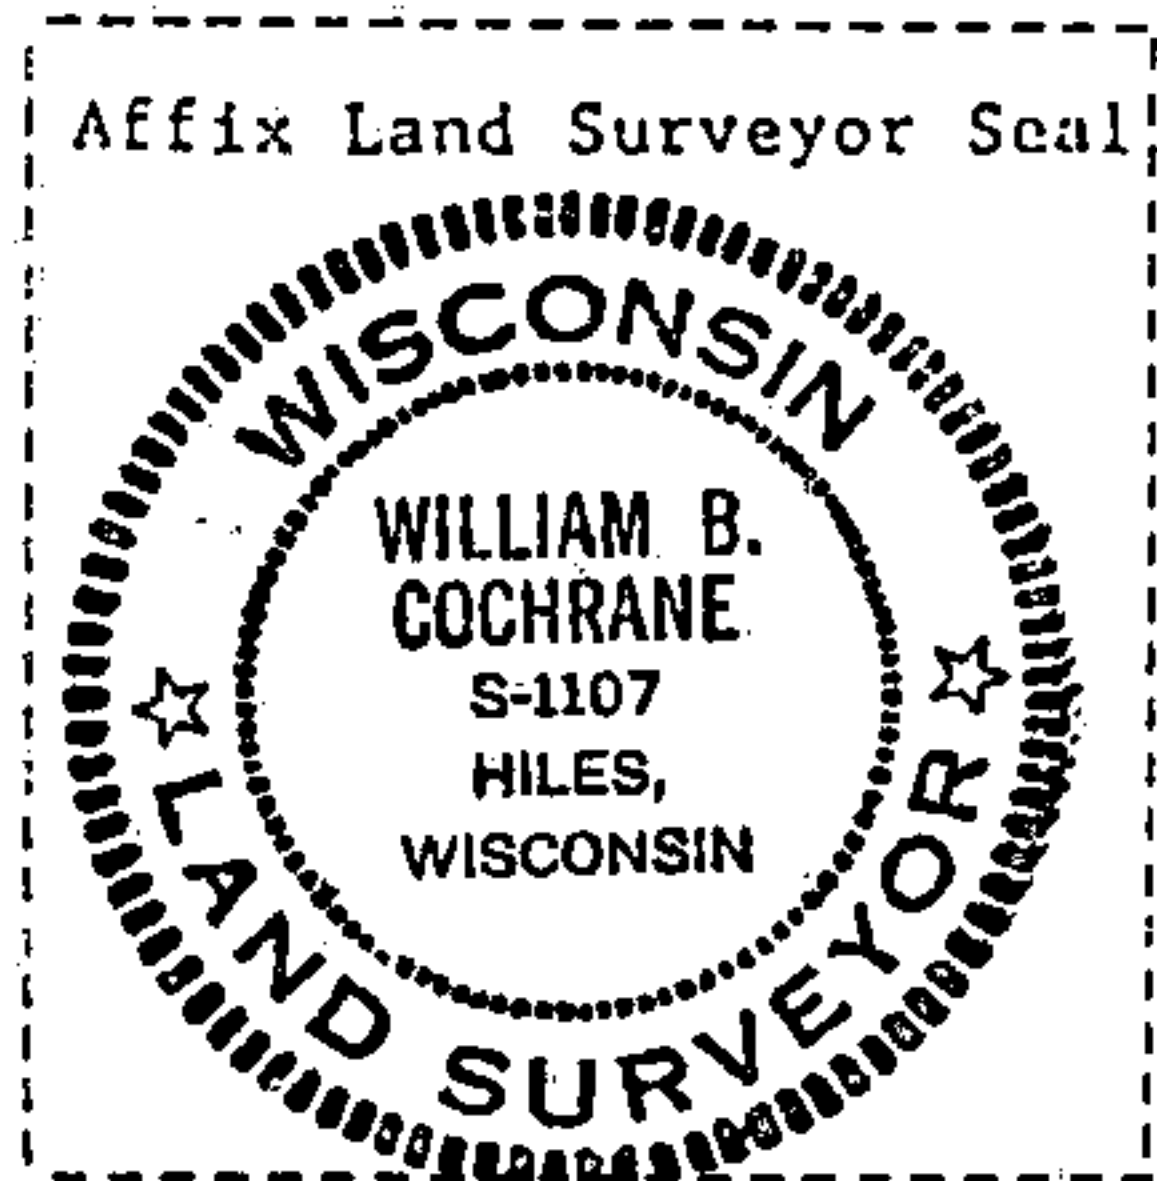 Affix Land Surveyor Seal
WISCONSIN
WILLIAM B.
COCHRANE
S-1107
HILES,
WISCONSIN
LAND SURVEYOR